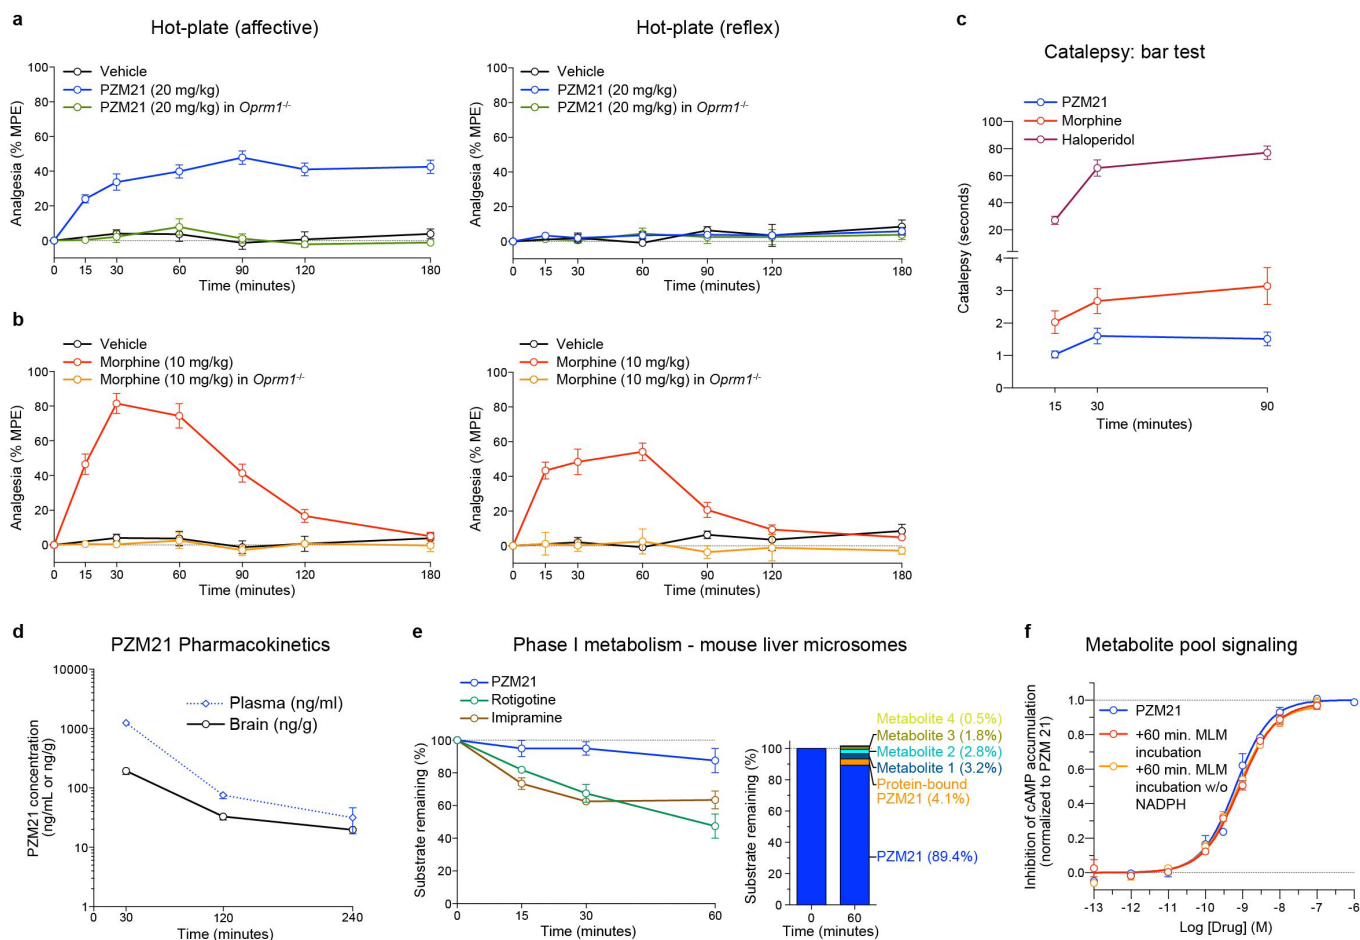 a
Hot-plate (affective)
Vehicle
PZM21 (20 mg/kg)
PZM21 (20 mg/kg) in Oprm1-/-
Analgesia (% MPE)
100
80
60
40
20
0
0 15 30 60 90 120 180
Time (minutes)
Hot-plate (reflex)
Vehicle
PZM21 (20 mg/kg)
PZM21 (20 mg/kg) in Oprm1-/-
Analgesia (% MPE)
100
80
60
40
20
0
0 15 30 60 90 120 180
Time (minutes)
b
Vehicle
Morphine (10 mg/kg)
Morphine (10 mg/kg) in Oprm1-/-
Analgesia (% MPE)
100
80
60
40
20
0
0 15 30 60 90 120 180
Time (minutes)
Vehicle
Morphine (10 mg/kg)
Morphine (10 mg/kg) in Oprm1-/-
Analgesia (% MPE)
100
80
60
40
20
0
0 15 30 60 90 120 180
Time (minutes)
c
Catalepsy: bar test
PZM21
Morphine
Haloperidol
Catalepsy (seconds)
100
80
60
40
20
4
3
2
1
0
15 30 90
Time (minutes)
d
PZM21 Pharmacokinetics
Plasma (ng/ml)
Brain (ng/g)
PZM21 concentration
(ng/mL or ng/g)
10000
1000
100
10
1
0 30 120 240
Time (minutes)
e
Phase I metabolism - mouse liver microsomes
PZM21
Rotigotine
Imipramine
Substrate remaining (%)
100
80
60
40
20
0
0 15 30 60
Time (minutes)
Substrate remaining (%)
100
80
60
40
20
0
0 60
Time (minutes)
Metabolite 4 (0.5%)
Metabolite 3 (1.8%)
Metabolite 2 (2.8%)
Metabolite 1 (3.2%)
Protein-bound
PZM21 (4.1%)
PZM21 (89.4%)
f
Metabolite pool signaling
PZM21
+60 min. MLM
incubation
+60 min. MLM
incubation w/o
NADPH
Inhibition of cAMP accumulation
(normalized to PZM 21)
1.0
0.8
0.6
0.4
0.2
0.0
-13 -12 -11 -10 -9 -8 -7 -6
Log [Drug] (M)